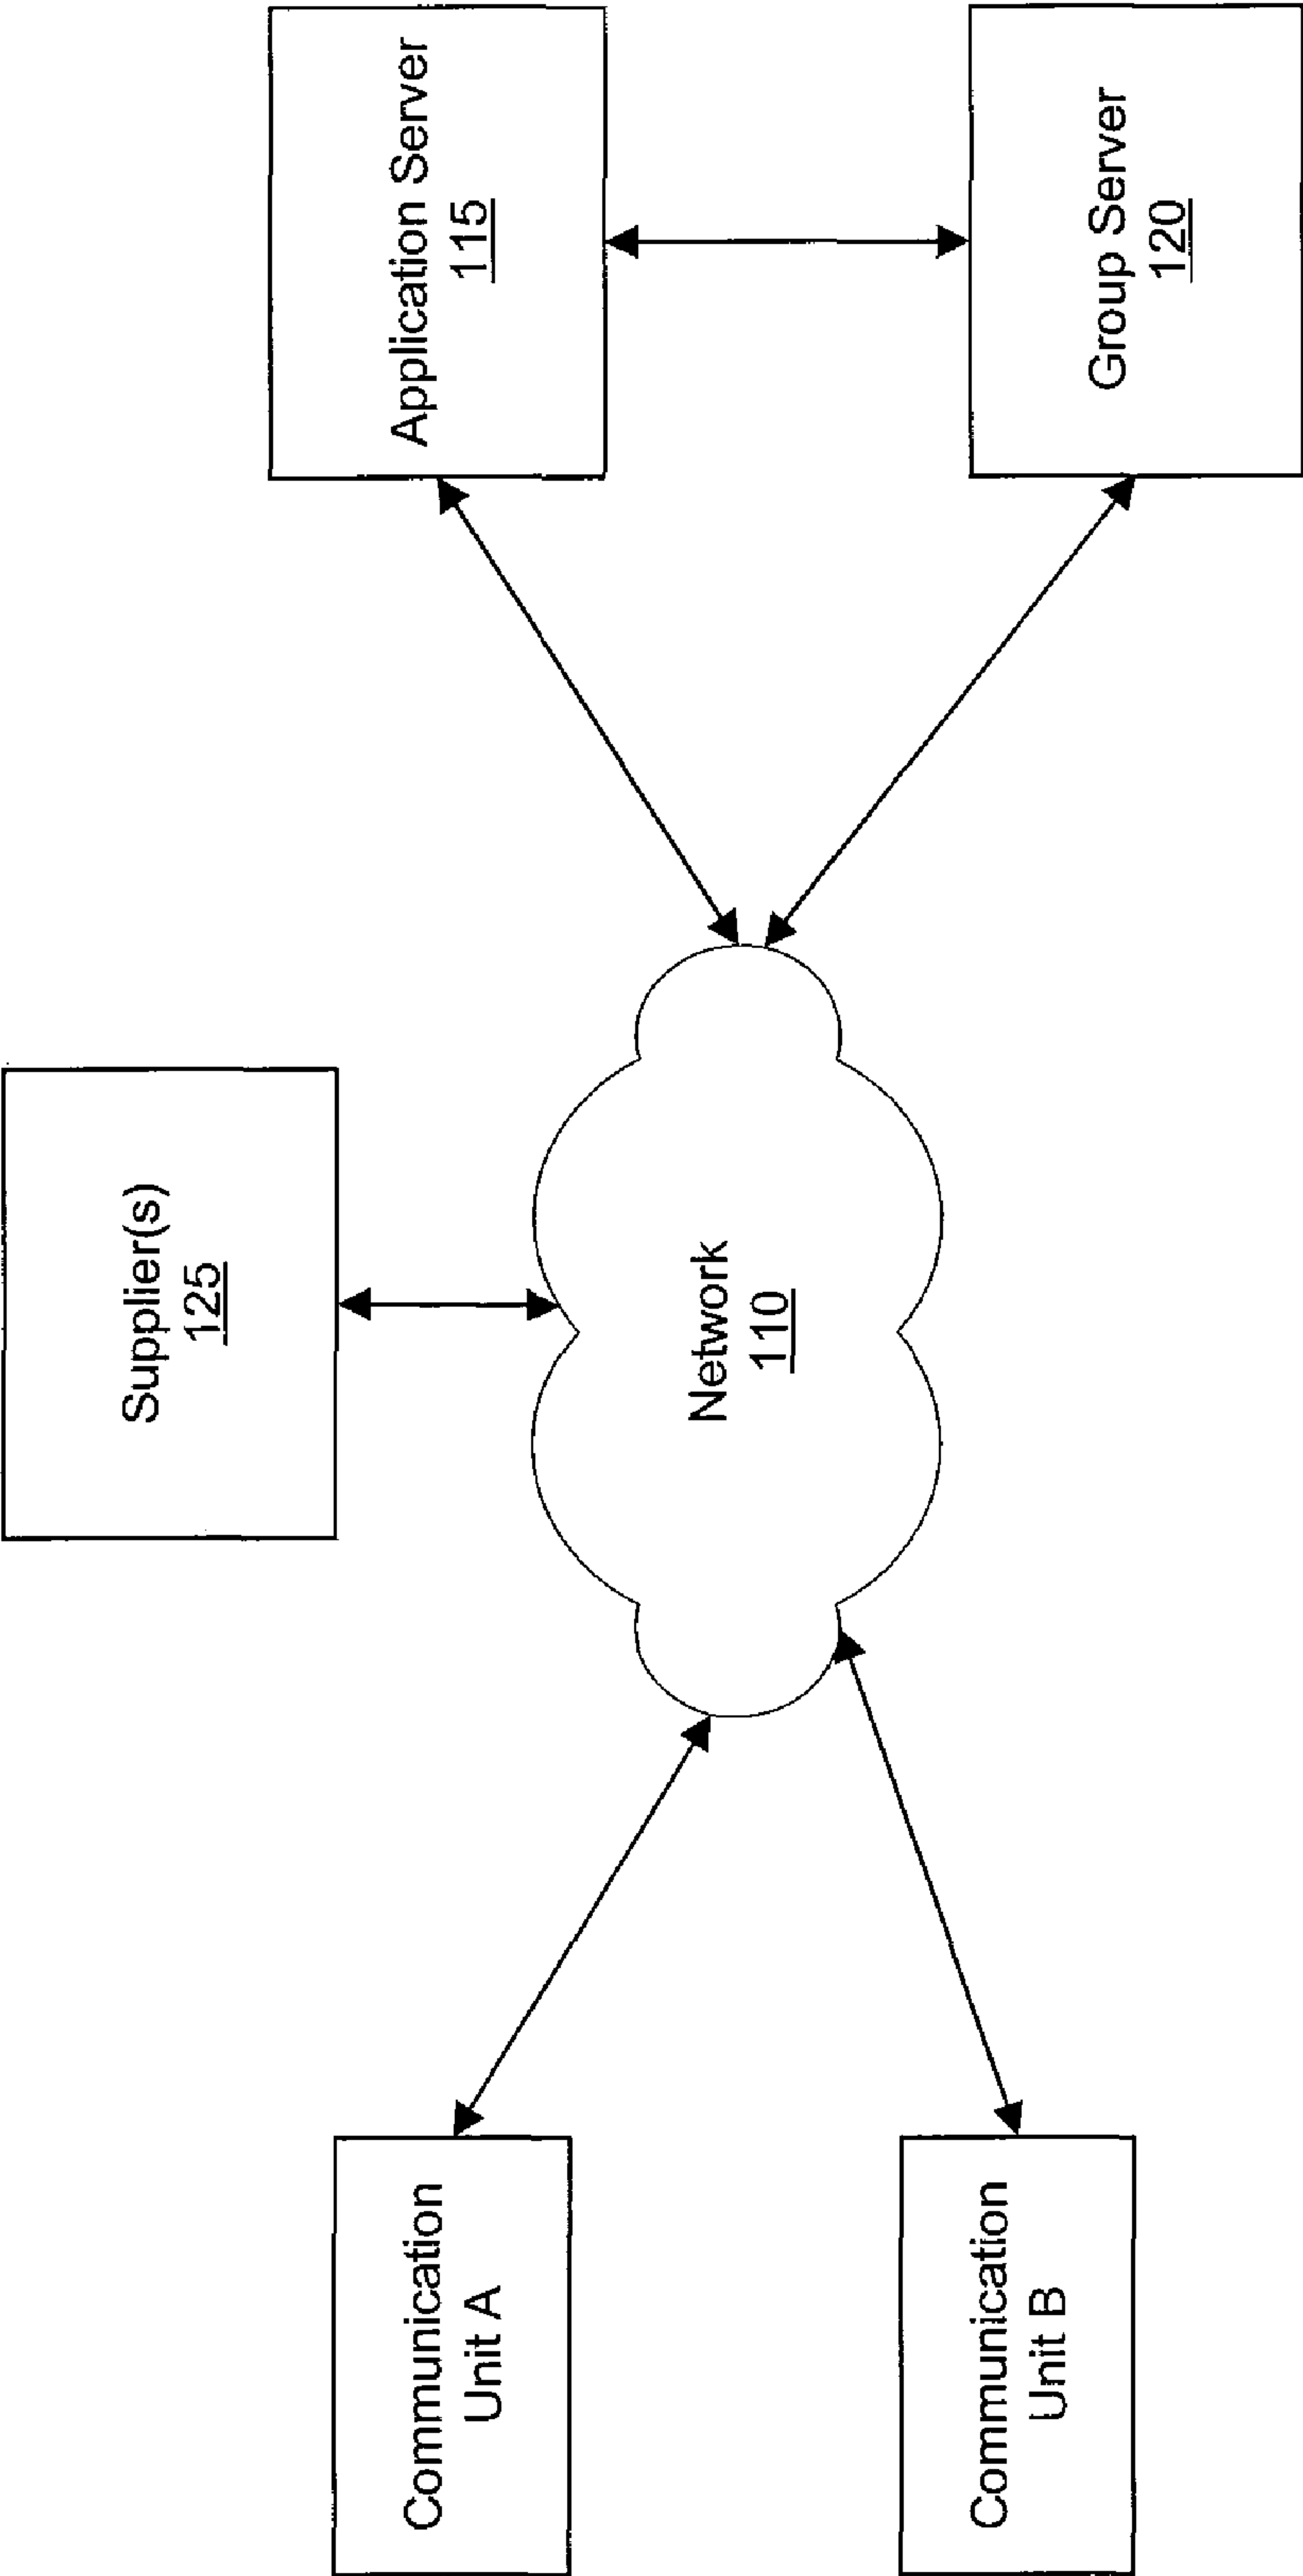 Supplier(s)
125
Application Server
115
Network
110
Group Server
120
Communication
Unit A
Communication
Unit B